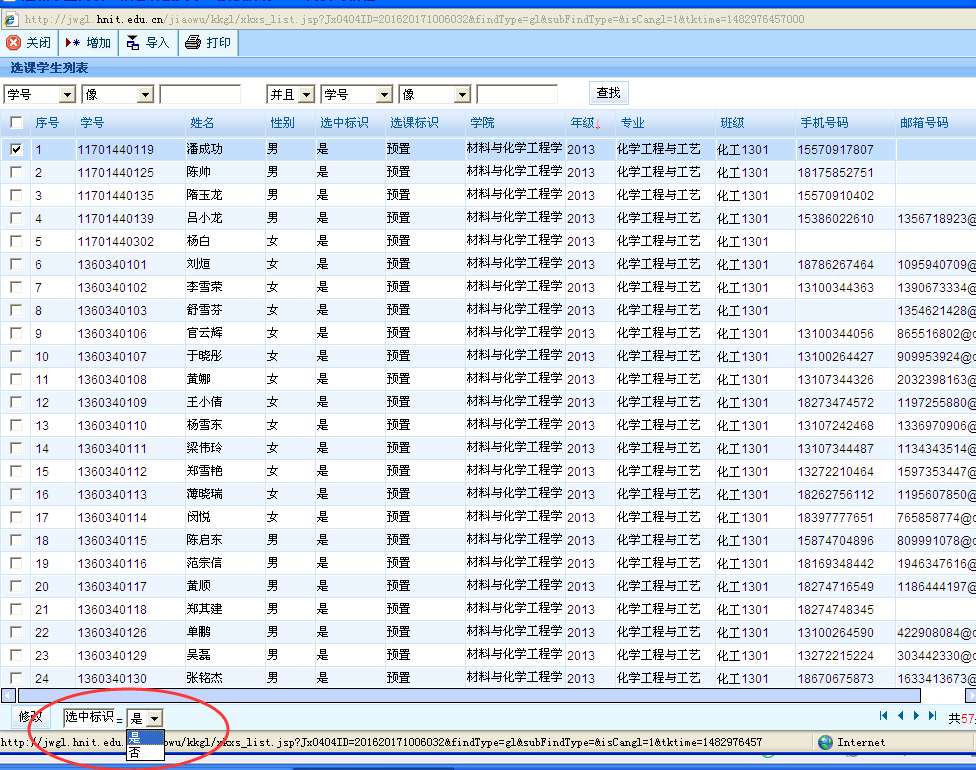 http://jwgl.hnit.edu.cn/jiaowu/kkgl/xkxs_list.jsp?Jx0404ID=201620171006032&findType=gl&subFindType=&isCangl=1&tktime=1482976457000
关闭 增加 导入 打印
选课学生列表
学号 像 并且 学号 像 查找
序号 学号 姓名 性别 选中标识 选课标识 学院 年级↓ 专业 班级 手机号码 邮箱号码
1 11701440119 潘成功 男 是 预置 材料与化学工程学 2013 化学工程与工艺 化工1301 15570917807
2 11701440125 陈帅 男 是 预置 材料与化学工程学 2013 化学工程与工艺 化工1301 18175852751
3 11701440135 隋玉龙 男 是 预置 材料与化学工程学 2013 化学工程与工艺 化工1301 15570910402
4 11701440139 吕小龙 男 是 预置 材料与化学工程学 2013 化学工程与工艺 化工1301 15386022610 1356718923@
5 11701440302 杨白 女 是 预置 材料与化学工程学 2013 化学工程与工艺 化工1301
6 1360340101 刘烜 女 是 预置 材料与化学工程学 2013 化学工程与工艺 化工1301 18786267464 1095940709@
7 1360340102 李雪荣 女 是 预置 材料与化学工程学 2013 化学工程与工艺 化工1301 13100344363 1390673334@
8 1360340103 舒雪芬 女 是 预置 材料与化学工程学 2013 化学工程与工艺 化工1301 1354621428@
9 1360340106 官云辉 女 是 预置 材料与化学工程学 2013 化学工程与工艺 化工1301 13100344056 865516802@
10 1360340107 于晓彤 女 是 预置 材料与化学工程学 2013 化学工程与工艺 化工1301 13100264427 909953924@
11 1360340108 黄娜 女 是 预置 材料与化学工程学 2013 化学工程与工艺 化工1301 13107344326 2032398163@
12 1360340109 王小倩 女 是 预置 材料与化学工程学 2013 化学工程与工艺 化工1301 18273474572 1197255880@
13 1360340110 杨雪东 女 是 预置 材料与化学工程学 2013 化学工程与工艺 化工1301 13107242468 1336970906@
14 1360340111 梁伟玲 女 是 预置 材料与化学工程学 2013 化学工程与工艺 化工1301 13107344487 1134343514@
15 1360340112 郑雪艳 女 是 预置 材料与化学工程学 2013 化学工程与工艺 化工1301 13272210464 1597353447@
16 1360340113 薄晓瑞 女 是 预置 材料与化学工程学 2013 化学工程与工艺 化工1301 18262756112 1195607850@
17 1360340114 闵悦 女 是 预置 材料与化学工程学 2013 化学工程与工艺 化工1301 18397777651 765858774@
18 1360340115 陈启东 男 是 预置 材料与化学工程学 2013 化学工程与工艺 化工1301 15874704896 809991078@
19 1360340116 范宗信 男 是 预置 材料与化学工程学 2013 化学工程与工艺 化工1301 18169348442 1946347616@
20 1360340117 黄顺 男 是 预置 材料与化学工程学 2013 化学工程与工艺 化工1301 18274716549 1186444197@
21 1360340118 郑其建 男 是 预置 材料与化学工程学 2013 化学工程与工艺 化工1301 18274748345
22 1360340126 单鹏 男 是 预置 材料与化学工程学 2013 化学工程与工艺 化工1301 13100264590 422908084@
23 1360340129 吴磊 男 是 预置 材料与化学工程学 2013 化学工程与工艺 化工1301 13272215224 303442330@
24 1360340130 张铭杰 男 是 预置 材料与化学工程学 2013 化学工程与工艺 化工1301 18670675873 1633413673@
修改 选中标识 = 是 共57
是
否
http://jwgl.hnit.edu. owu/kkgl/xkxs_list.jsp?Jx0404ID=201620171006032&findType=gl&subFindType=&isCangl=1&tktime=1482976457 Internet